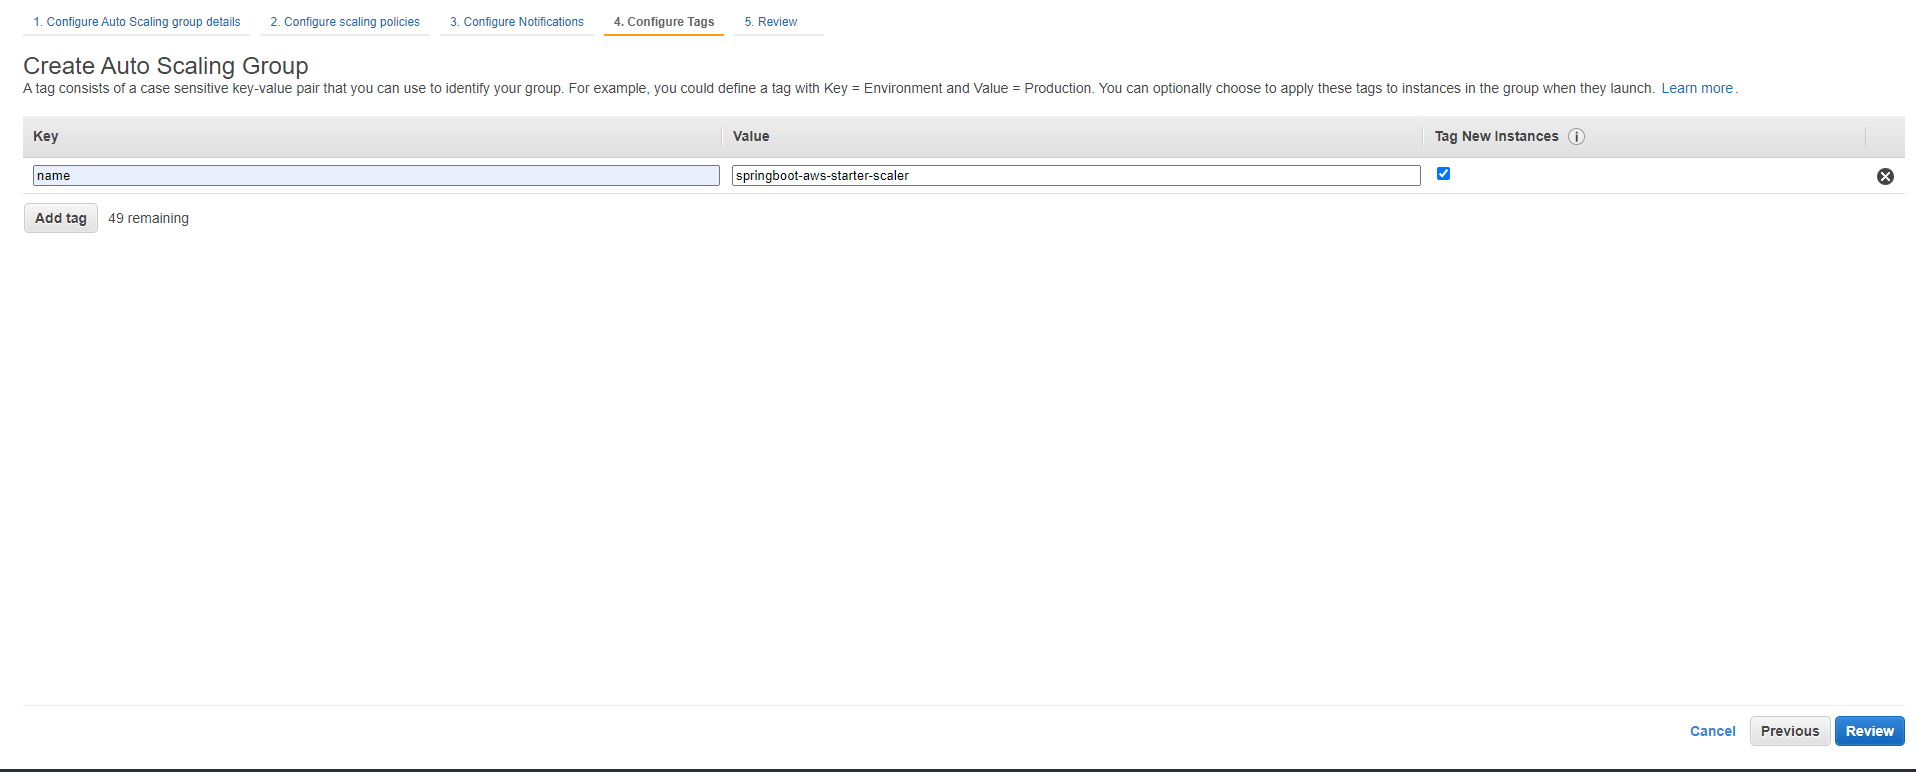 1. Configure Auto Scaling group details 2. Configure scaling policies 3. Configure Notifications 4. Configure Tags 5. Review
Create Auto Scaling Group
A tag consists of a case sensitive key-value pair that you can use to identify your group. For example, you could define a tag with Key = Environment and Value = Production. You can optionally choose to apply these tags to instances in the group when they launch. Learn more.
Key Value Tag New Instances i
name springboot-aws-starter-scaler
Add tag 49 remaining
Cancel Previous Review